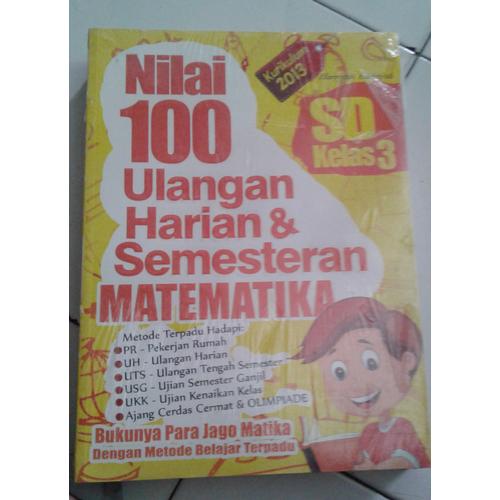 Nilai
100
Ulangan
Harian &
Semesteran
MATEMATIKA
Kurikulum
2013
SD
Kelas 3
Metode Terpadu Hadapi:
PR - Pekerjan Rumah
UH - Ulangan Harian
UTS - Ulangan Tengah Semester
USG - Ujian Semester Ganjil
UKK - Ujian Kenaikan Kelas
Ajang Cerdas Cermat & OLIMPIADE
Bukunya Para Jago Matika
Dengan Metode Belajar Terpadu